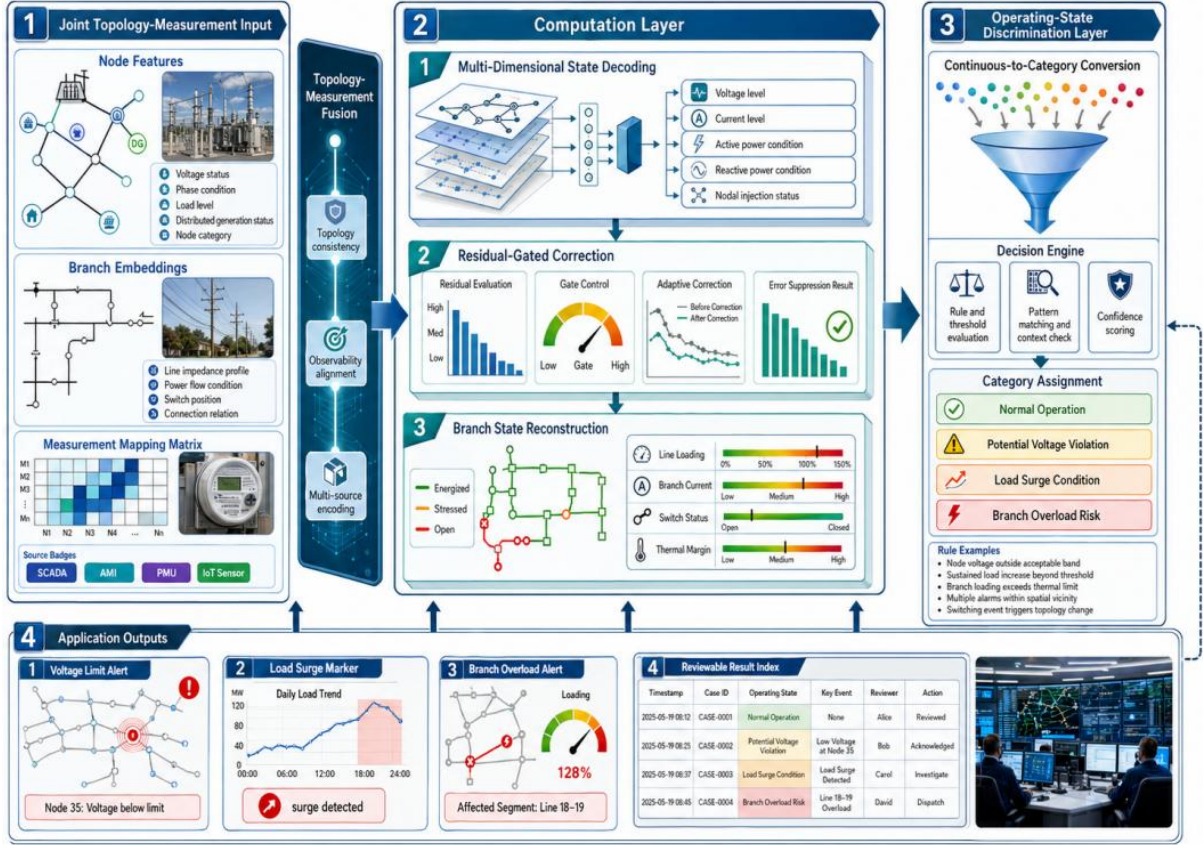 1 Joint Topology-Measurement Input
Node Features
DG
Voltage status
Phase condition
Load level
Distributed generation status
Node category
Branch Embeddings
Line impedance profile
Power flow condition
Switch position
Connection relation
Measurement Mapping Matrix
M1
M2
M3
⋮
Mn
N1 N2 N3 N4 ... Nn
Source Badges
SCADA AMI PMU IoT Sensor
Topology-
Measurement
Fusion
Topology
consistency
Observability
alignment
Multi-source
encoding
2 Computation Layer
1 Multi-Dimensional State Decoding
Voltage level
A Current level
Active power condition
Reactive power condition
Nodal injection status
2 Residual-Gated Correction
Residual Evaluation
High
Med
Low
Gate Control
Low Gate High
Adaptive Correction
Before Correction
After Correction
Error Suppression Result
3 Branch State Reconstruction
Energized
Stressed
Open
Line Loading
0% 50% 100% 150%
A Branch Current
Low Medium High
Switch Status
Open Closed
Thermal Margin
Low Medium High
3 Operating-State
Discrimination Layer
Continuous-to-Category Conversion
Decision Engine
Rule and
threshold
evaluation
Pattern
matching and
context check
Confidence
scoring
Category Assignment
Normal Operation
Potential Voltage Violation
Load Surge Condition
Branch Overload Risk
Rule Examples
• Node voltage outside acceptable band
• Sustained load increase beyond threshold
• Branch loading exceeds thermal limit
• Multiple alarms within spatial vicinity
• Switching event triggers topology change
4 Application Outputs
1 Voltage Limit Alert
!
Node 35: Voltage below limit
2 Load Surge Marker
Daily Load Trend
MW
120
80
40
0
00:00 06:00 12:00 18:00 24:00
surge detected
3 Branch Overload Alert
Loading
128%
Affected Segment: Line 18–19
4 Reviewable Result Index
Timestamp Case ID Operating State Key Event Reviewer Action
2025-05-19 08:12 CASE-0001 Normal Operation None Alice Reviewed
2025-05-19 08:25 CASE-0002 Potential Voltage Violation Low Voltage at Node 35 Bob Acknowledged
2025-05-19 08:37 CASE-0003 Load Surge Condition Load Surge Detected Carol Investigate
2025-05-19 08:45 CASE-0004 Branch Overload Risk Line 18–19 Overload David Dispatch